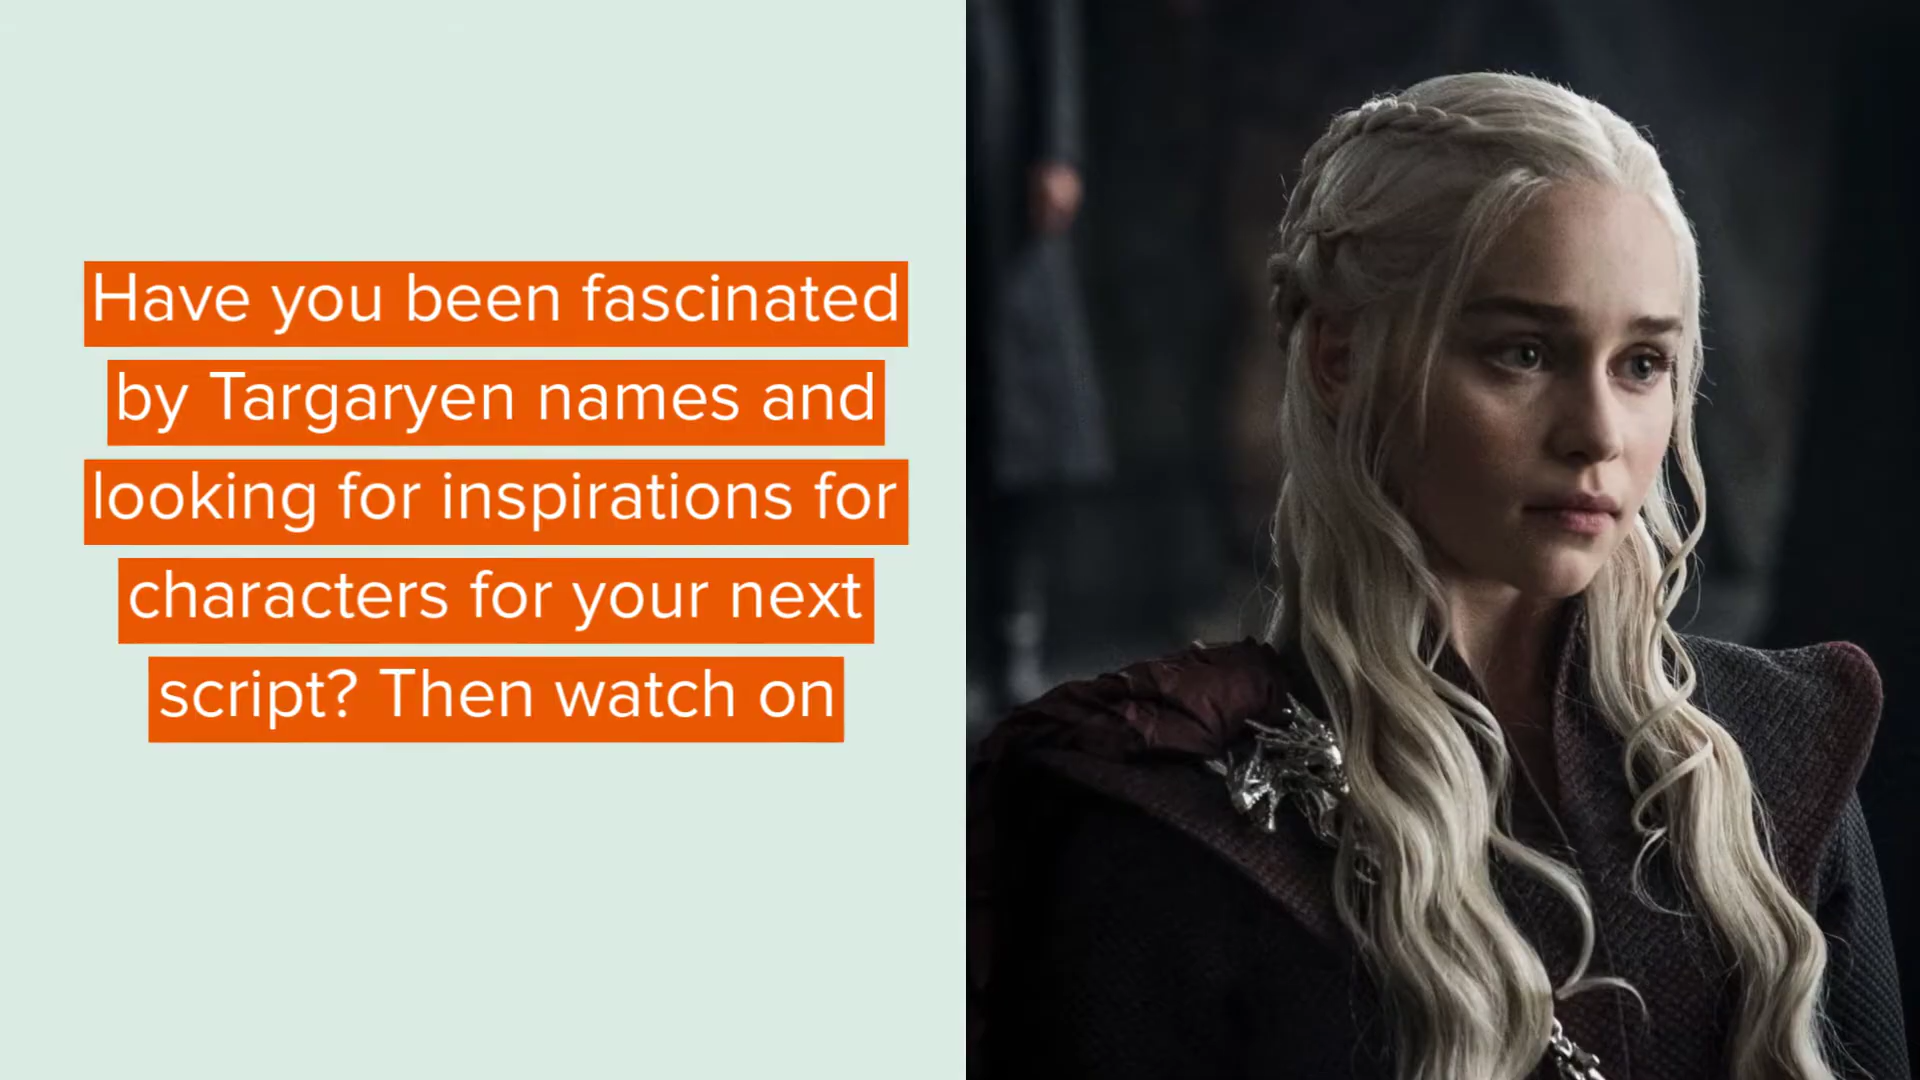 Have you been fascinated
by Targaryen names and
looking for inspirations for
characters for your next
script? Then watch on